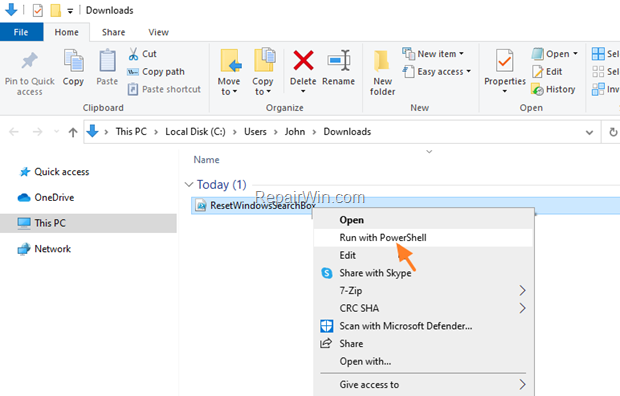 Downloads
File
Home
Share
View
Pin to Quick access
Copy
Paste
Cut
Copy path
Paste shortcut
Clipboard
Move to
Copy to
Delete
Rename
Organize
New folder
New item
Easy access
New
Properties
Open
Edit
History
Open
Sele
Sele
Inv
This PC
Local Disk (C:)
Users
John
Downloads
Quick access
OneDrive
This PC
Network
Name
Today (1)
RepairWin.com
ResetWindowsSearchBox
Open
Run with PowerShell
Edit
Share with Skype
7-Zip
CRC SHA
Scan with Microsoft Defender...
Share
Open with...
Give access to